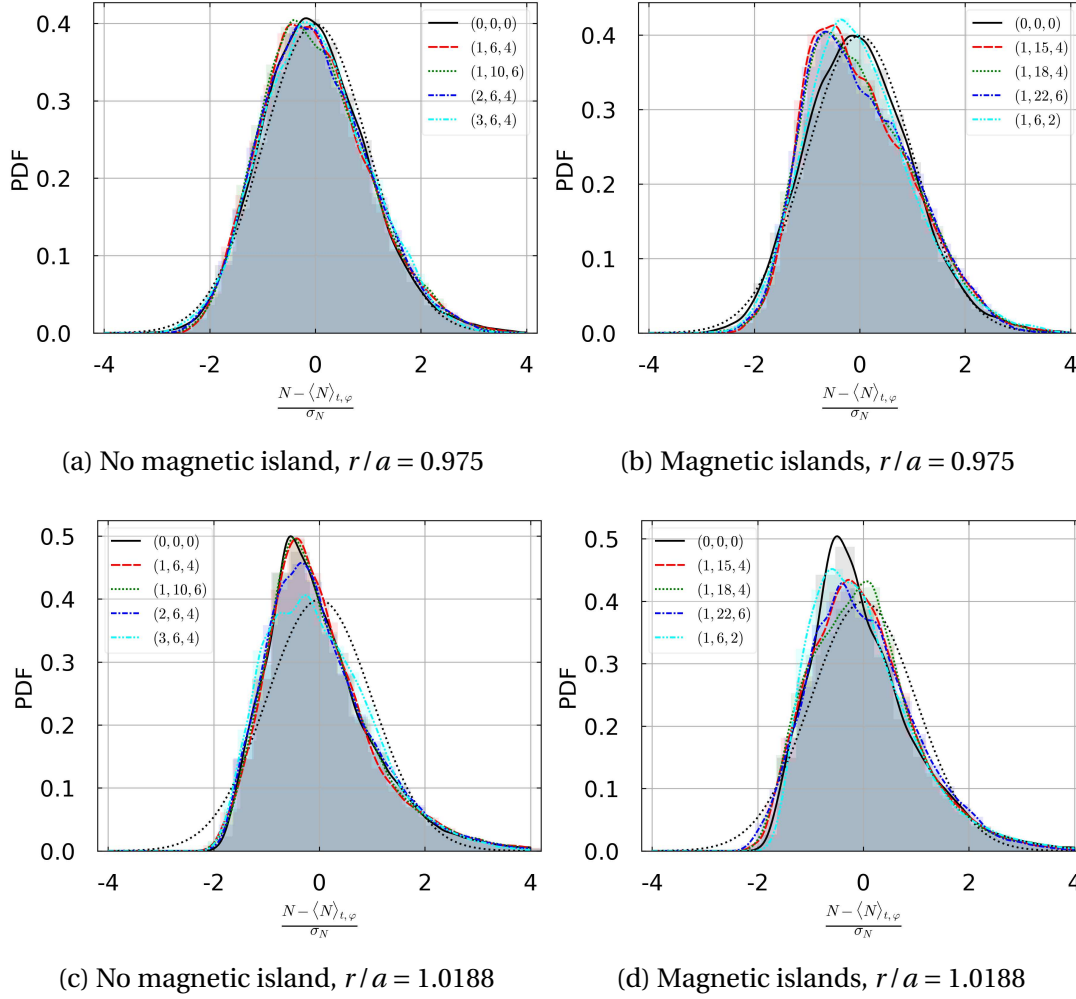 0.4
0.3
0.2
0.1
0.0
PDF
-4 -2 0 2 4
(0, 0, 0)
(1, 6, 4)
(1, 10, 6)
(2, 6, 4)
(3, 6, 4)
N − ⟨N⟩t,φ
σN
(a) No magnetic island, r/a = 0.975
0.4
0.3
0.2
0.1
0.0
PDF
-4 -2 0 2 4
(0, 0, 0)
(1, 15, 4)
(1, 18, 4)
(1, 22, 6)
(1, 6, 2)
N − ⟨N⟩t,φ
σN
(b) Magnetic islands, r/a = 0.975
0.5
0.4
0.3
0.2
0.1
0.0
PDF
-4 -2 0 2 4
(0, 0, 0)
(1, 6, 4)
(1, 10, 6)
(2, 6, 4)
(3, 6, 4)
N − ⟨N⟩t,φ
σN
(c) No magnetic island, r/a = 1.0188
0.5
0.4
0.3
0.2
0.1
0.0
PDF
-4 -2 0 2 4
(0, 0, 0)
(1, 15, 4)
(1, 18, 4)
(1, 22, 6)
(1, 6, 2)
N − ⟨N⟩t,φ
σN
(d) Magnetic islands, r/a = 1.0188